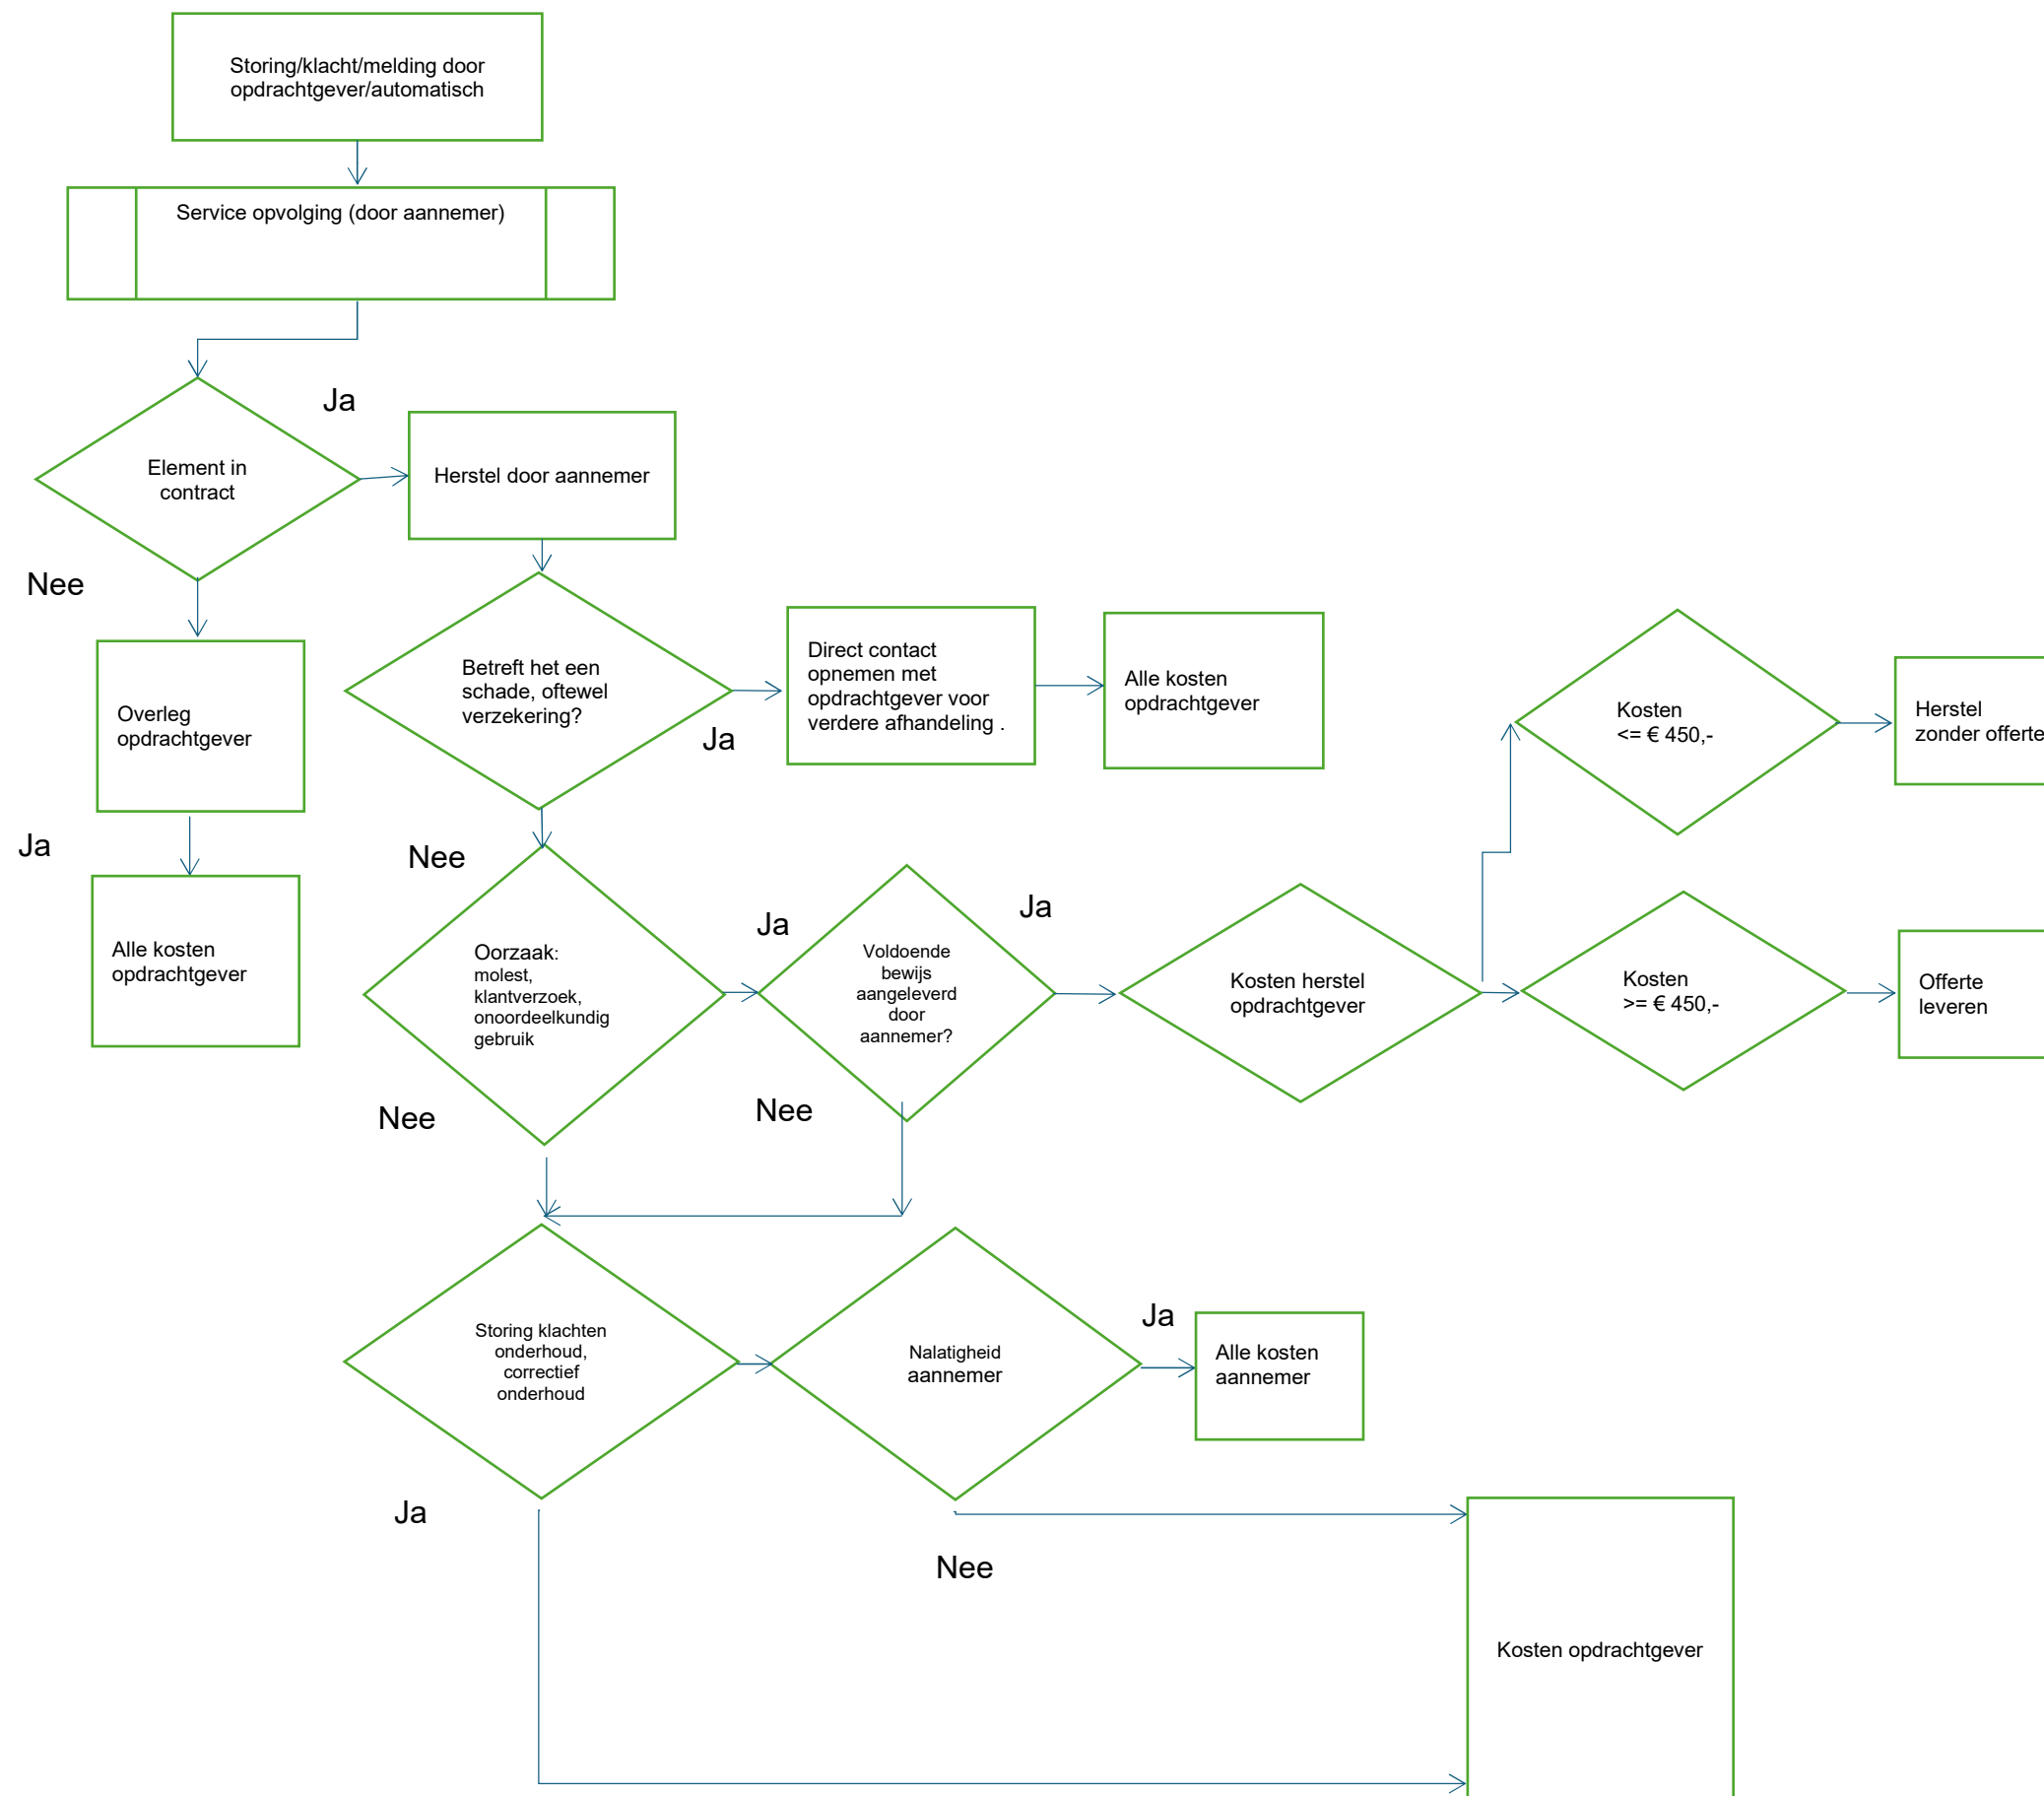 Storing/klacht/melding door
opdrachtgever/automatisch
Service opvolging (door aannemer)
Ja
Element in
contract
Herstel door aannemer
Nee
Betreft het een
schade, oftewel
verzekering?
Ja
Direct contact
opnemen met
opdrachtgever voor
verdere afhandeling .
Alle kosten
opdrachtgever
Kosten
<= € 450,-
Herstel
zonder offerte
Overleg
opdrachtgever
Ja
Alle kosten
opdrachtgever
Nee
Oorzaak:
molest,
klantverzoek,
onoordeelkundig
gebruik
Ja
Voldoende
bewijs
aangeleverd
door
aannemer?
Ja
Kosten herstel
opdrachtgever
Kosten
>= € 450,-
Offerte
leveren
Nee
Nee
Storing klachten
onderhoud,
correctief
onderhoud
Nalatigheid
aannemer
Ja
Alle kosten
aannemer
Ja
Nee
Kosten opdrachtgever